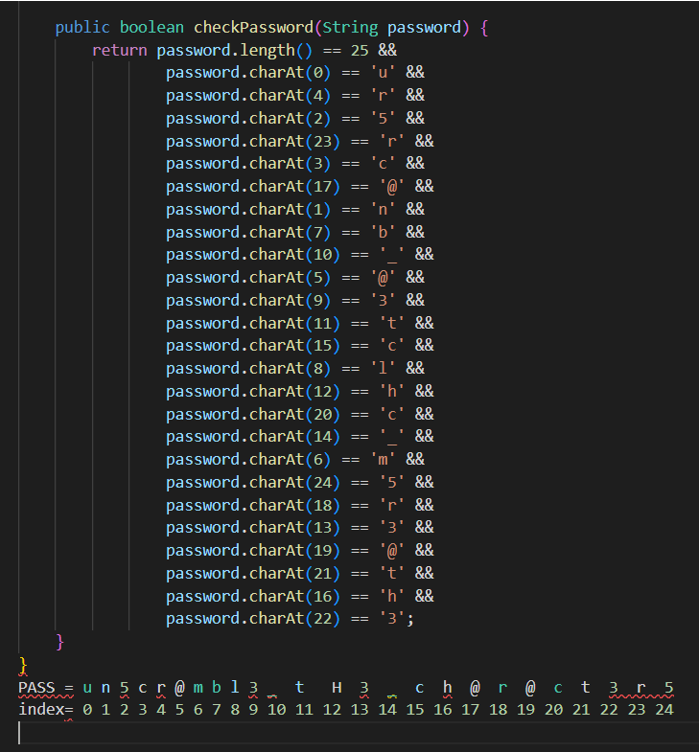 public boolean checkPassword(String password) {
return password.length() == 25 &&
password.charAt(0) == 'u' &&
password.charAt(4) == 'r' &&
password.charAt(2) == '5' &&
password.charAt(23) == 'r' &&
password.charAt(3) == 'c' &&
password.charAt(17) == '@' &&
password.charAt(1) == 'n' &&
password.charAt(7) == 'b' &&
password.charAt(10) == '_' &&
password.charAt(5) == '@' &&
password.charAt(9) == '3' &&
password.charAt(11) == 't' &&
password.charAt(15) == 'c' &&
password.charAt(8) == 'l' &&
password.charAt(12) == 'h' &&
password.charAt(20) == 'c' &&
password.charAt(14) == '_' &&
password.charAt(6) == 'm' &&
password.charAt(24) == '5' &&
password.charAt(18) == 'r' &&
password.charAt(13) == '3' &&
password.charAt(19) == '@' &&
password.charAt(21) == 't' &&
password.charAt(16) == 'h' &&
password.charAt(22) == '3';
}
}
PASS = u n 5 c r @ m b l 3 _ t H 3 _ c h @ r @ c t 3 r 5
index= 0 1 2 3 4 5 6 7 8 9 10 11 12 13 14 15 16 17 18 19 20 21 22 23 24